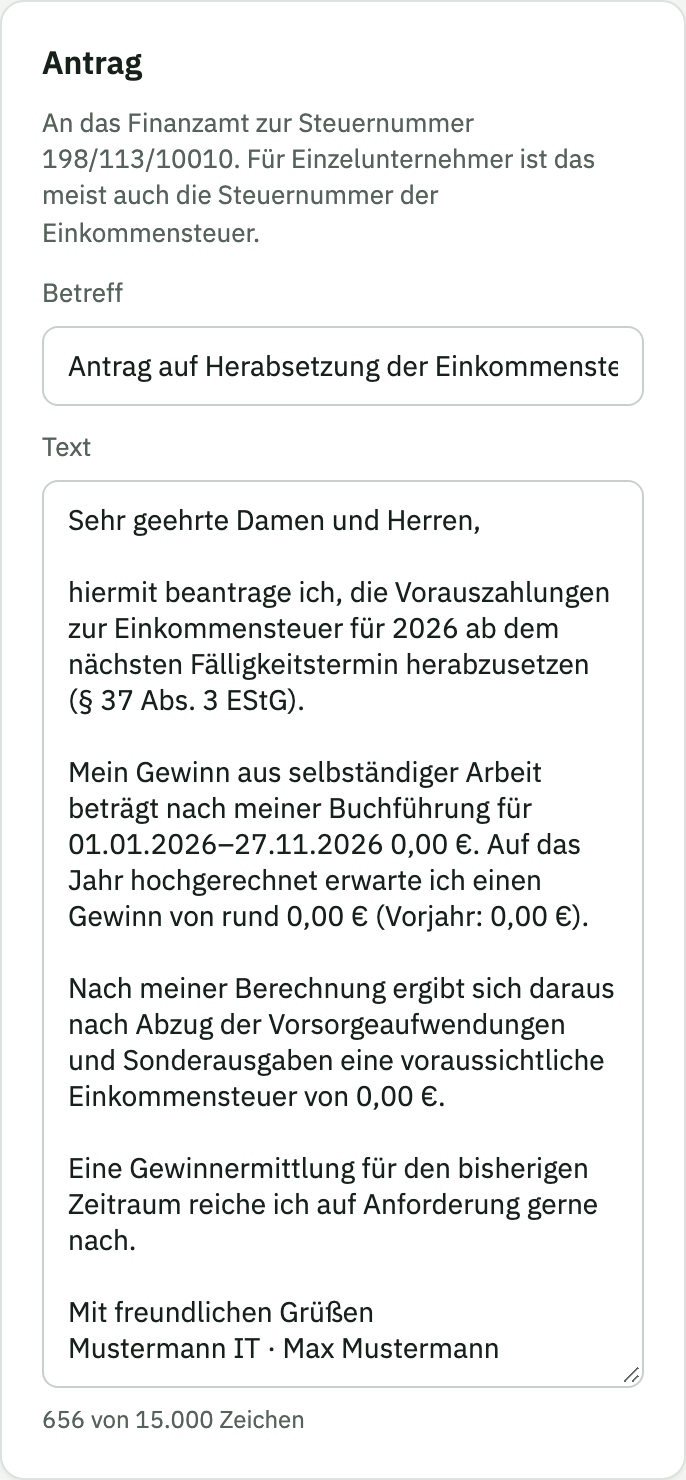 Antrag
An das Finanzamt zur Steuernummer
198/113/10010. Für Einzelunternehmer ist das
meist auch die Steuernummer der
Einkommensteuer.
Betreff
Antrag auf Herabsetzung der Einkommenste
Text
Sehr geehrte Damen und Herren,
hiermit beantrage ich, die Vorauszahlungen
zur Einkommensteuer für 2026 ab dem
nächsten Fälligkeitstermin herabzusetzen
(§ 37 Abs. 3 EStG).
Mein Gewinn aus selbständiger Arbeit
beträgt nach meiner Buchführung für
01.01.2026–27.11.2026 0,00 €. Auf das
Jahr hochgerechnet erwarte ich einen
Gewinn von rund 0,00 € (Vorjahr: 0,00 €).
Nach meiner Berechnung ergibt sich daraus
nach Abzug der Vorsorgeaufwendungen
und Sonderausgaben eine voraussichtliche
Einkommensteuer von 0,00 €.
Eine Gewinnermittlung für den bisherigen
Zeitraum reiche ich auf Anforderung gerne
nach.
Mit freundlichen Grüßen
Mustermann IT · Max Mustermann
656 von 15.000 Zeichen